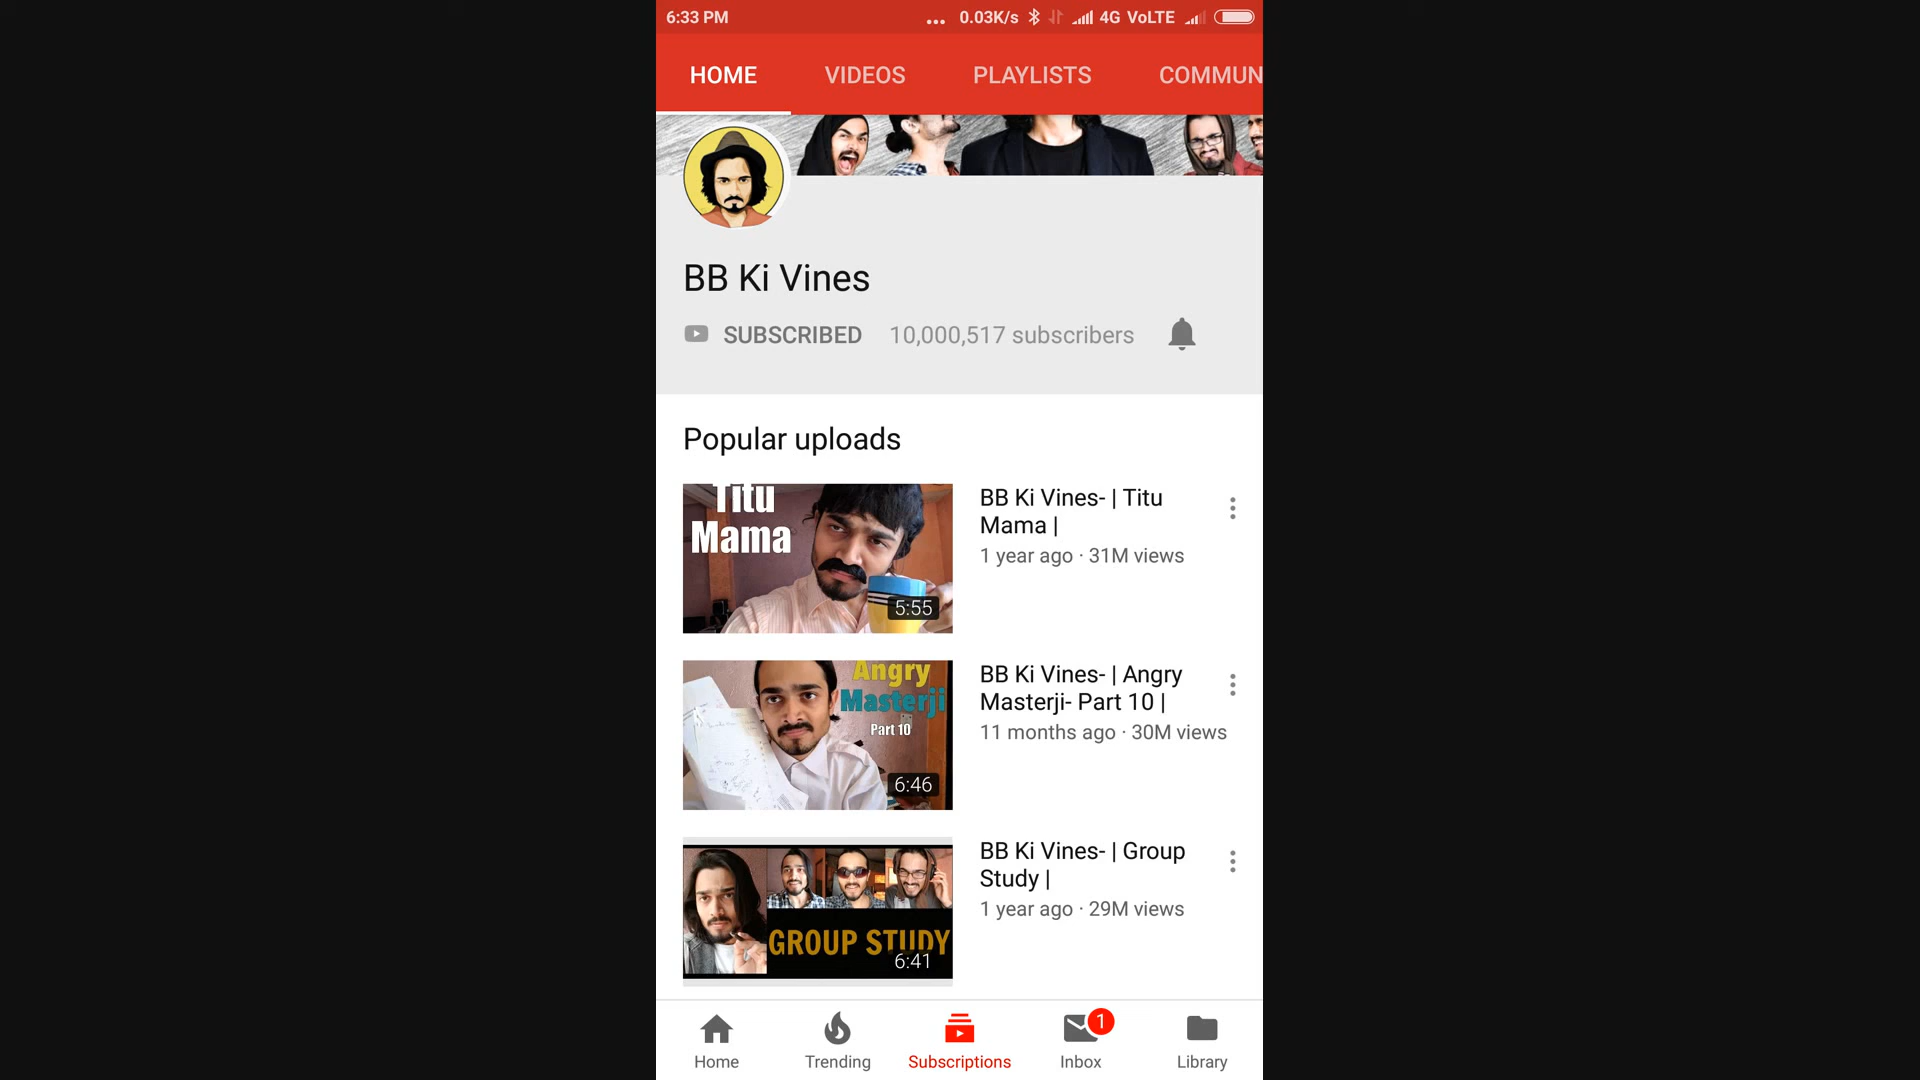 6:33 PM
... 0.03K/s 4G VoLTE
HOME VIDEOS PLAYLISTS COMMUN
BB Ki Vines
SUBSCRIBED 10,000,517 subscribers
Popular uploads
Titu
Mama
5:55
BB Ki Vines- | Titu
Mama |
1 year ago · 31M views
Angry
Masterji
Part 10
6:46
BB Ki Vines- | Angry
Masterji- Part 10 |
11 months ago · 30M views
GROUP STUDY
6:41
BB Ki Vines- | Group
Study |
1 year ago · 29M views
1
Home Trending Subscriptions Inbox Library